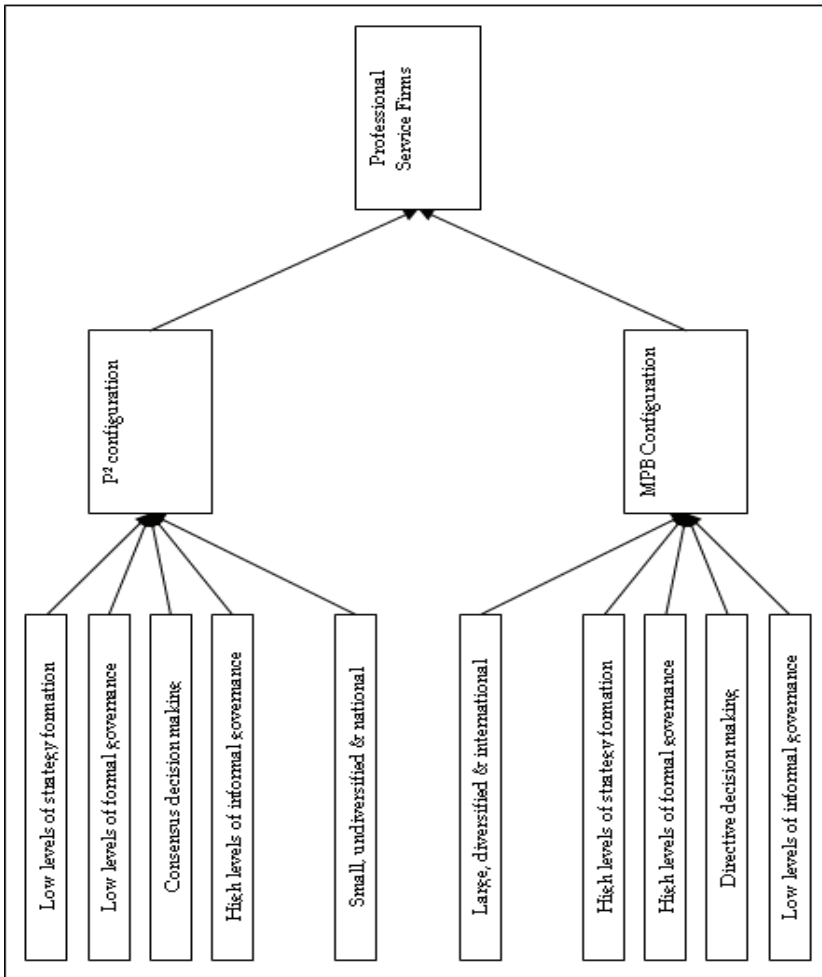 Professional
Service Firms
P² configuration
MPB Configuration
Low levels of strategy formation
Low levels of formal governance
Consensus decision making
High levels of informal governance
Small, undiversified & national
Large, diversified & international
High levels of strategy formation
High levels of formal governance
Directive decision making
Low levels of informal governance